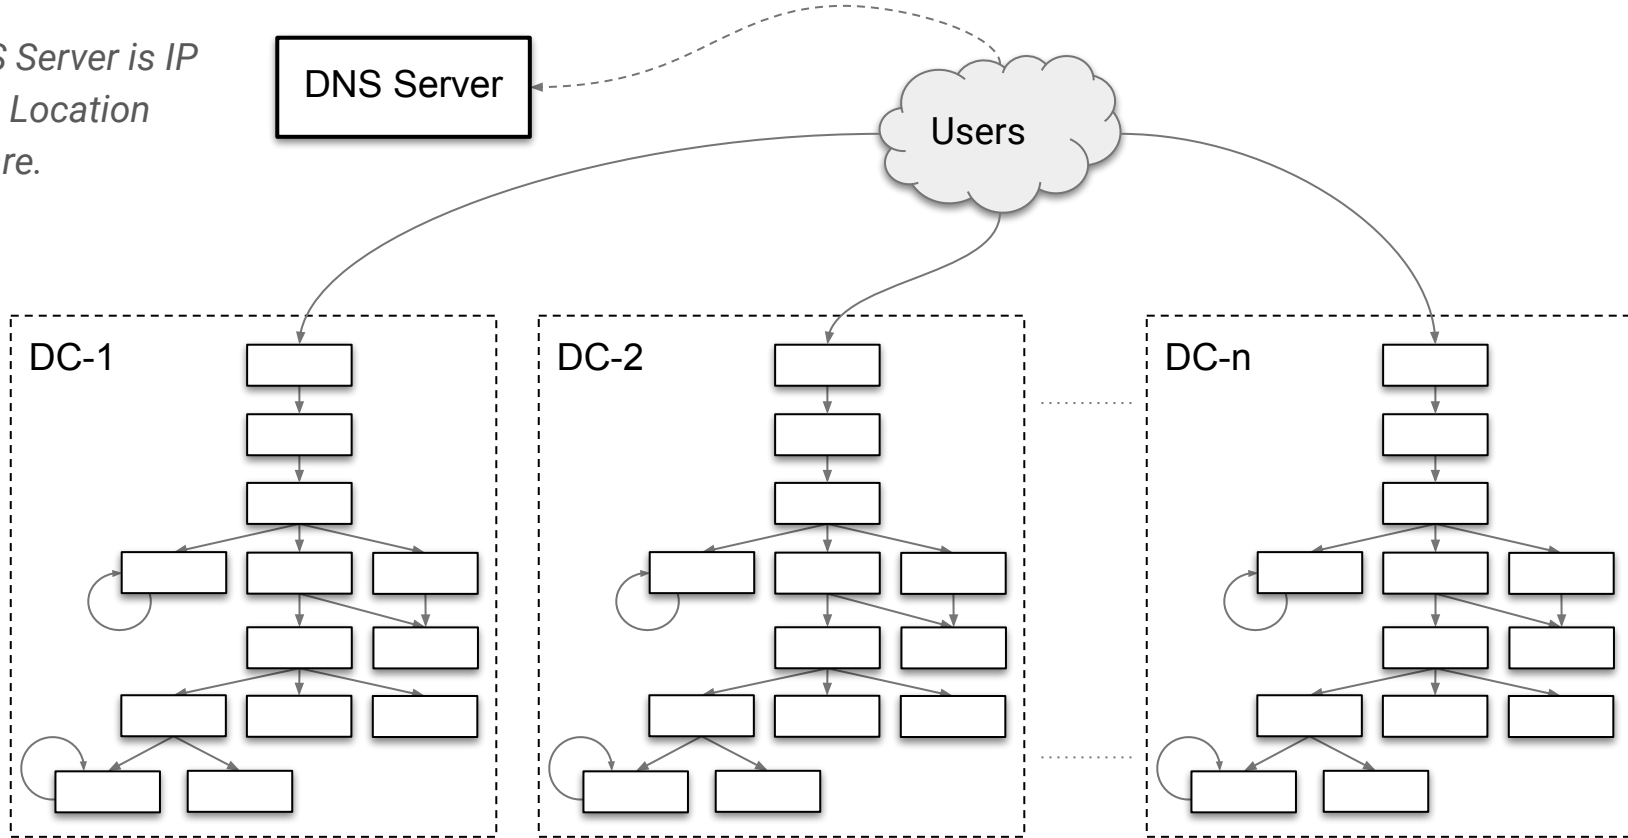 S Server is IP
Location
re.
DNS Server
Users
DC-1
DC-2
DC-n